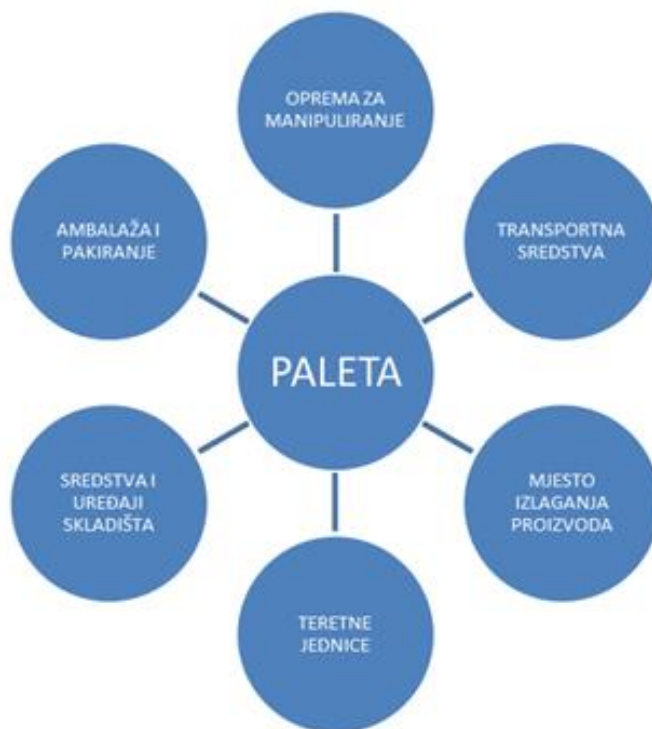 OPREMA ZA
MANIPULIRANJE
TRANSPORTNA
SREDSTVA
MJESTO
IZLAGANJA
PROIZVODA
TERETNE
JEDNICE
SREDSTVA I
UREĐAJI
SKLADIŠTA
AMBALAŽA I
PAKIRANJE
PALETA